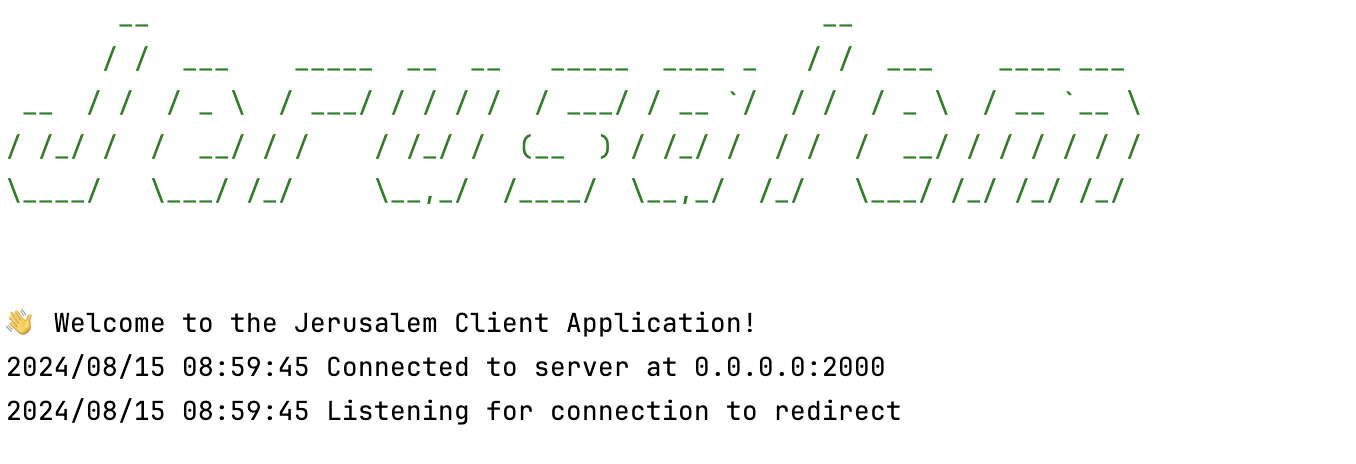 Jerusalem
👋 Welcome to the Jerusalem Client Application!
2024/08/15 08:59:45 Connected to server at 0.0.0.0:2000
2024/08/15 08:59:45 Listening for connection to redirect